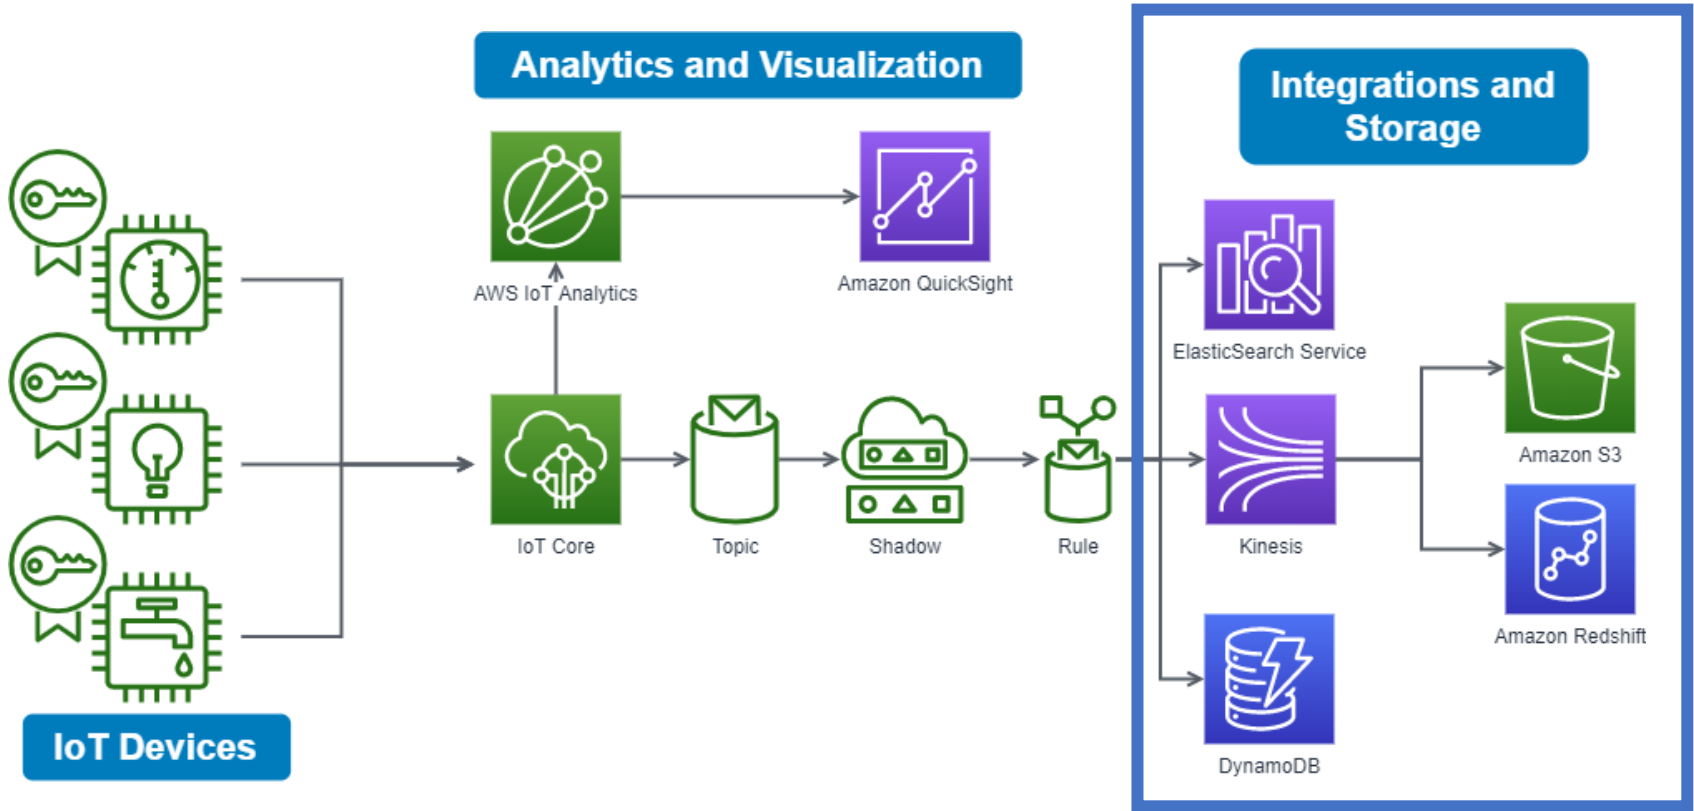 Analytics and Visualization
Integrations and
Storage
AWS IoT Analytics
Amazon QuickSight
ElasticSearch Service
Amazon S3
IoT Core
Topic
Shadow
Rule
Kinesis
Amazon Redshift
IoT Devices
DynamoDB